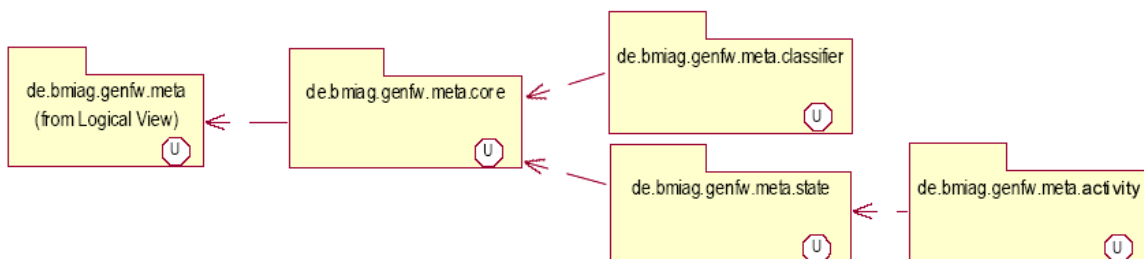 de.bmiag.genfw.meta
(from Logical View)
U
de.bmiag.genfw.meta.core
U
de.bmiag.genfw.meta.classifier
U
de.bmiag.genfw.meta.state
U
de.bmiag.genfw.meta.activity
U